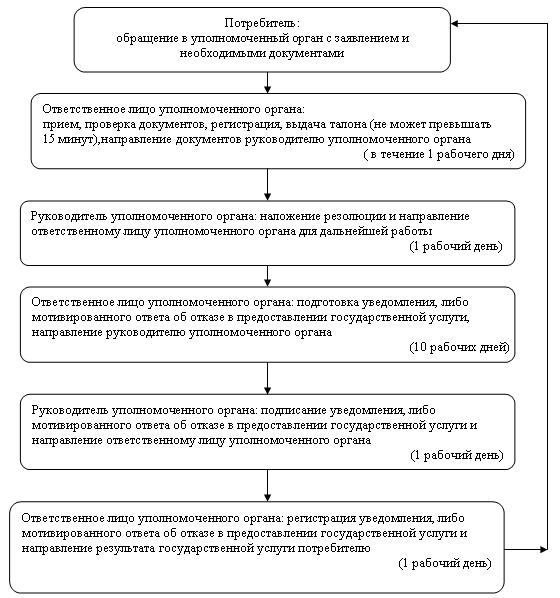 Потребитель:
обращение в уполномоченный орган с заявлением и
необходимыми документами
Ответственное лицо уполномоченного органа:
прием, проверка документов, регистрация, выдача талона (не может превышать
15 минут),направление документов руководителю уполномоченного органа
( в течение 1 рабочего дня)
Руководитель уполномоченного органа: наложение резолюции и направление
ответственному лицу уполномоченного органа для дальнейшей работы
(1 рабочий день)
Ответственное лицо уполномоченного органа: подготовка уведомления, либо
мотивированного ответа об отказе в предоставлении государственной услуги,
направление руководителю уполномоченного органа
(10 рабочих дней)
Руководитель уполномоченного органа: подписание уведомления, либо
мотивированного ответа об отказе в предоставлении государственной услуги и
направление ответственному лицу уполномоченного органа
(1 рабочий день)
Ответственное лицо уполномоченного органа: регистрация уведомления, либо
мотивированного ответа об отказе в предоставлении государственной услуги и
направление результата государственной услуги потребителю
(1 рабочий день)